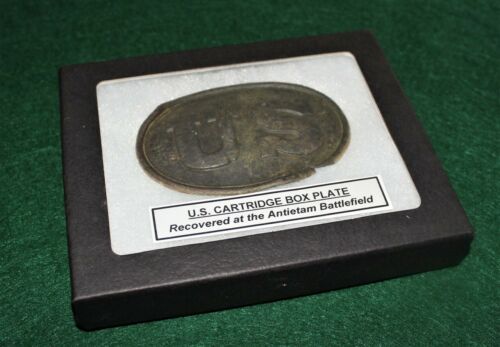 US
U.S. CARTRIDGE BOX PLATE
Recovered at the Antietam Battlefield